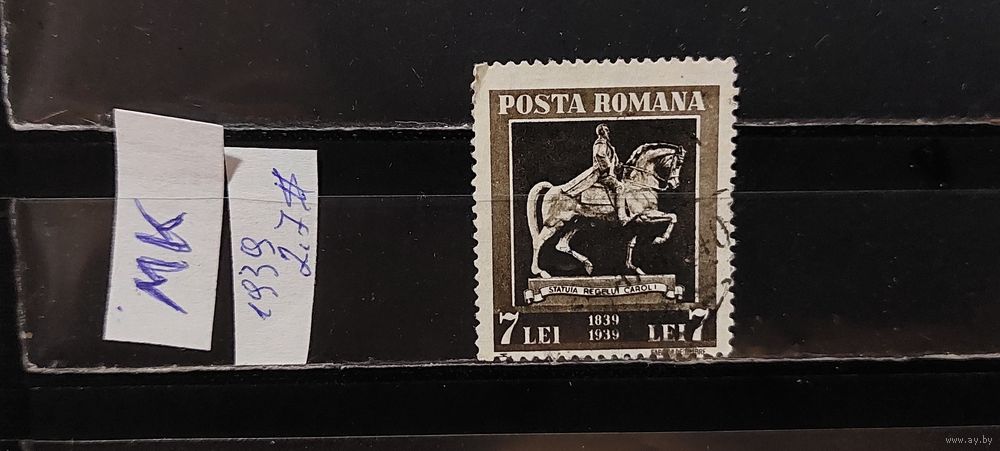 MK
1939
2.7#
POSTA ROMANA
STATUIA REGELUI CAROL I
7 LEI 1839 LEI 7
1939
www.ay.by